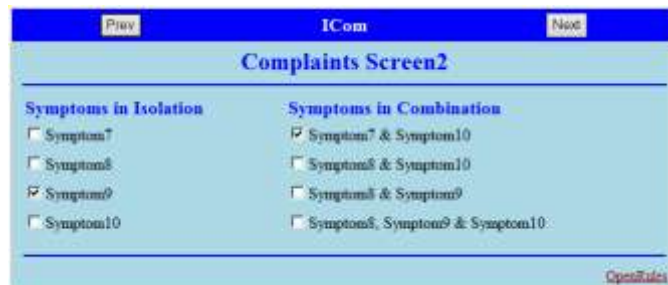 Prev ICom Next
Complaints Screen2
Symptoms in Isolation Symptoms in Combination
Symptom7 Symptom7 & Symptom10
Symptom8 Symptom8 & Symptom10
Symptom9 Symptom8 & Symptom9
Symptom10 Symptom8, Symptom9 & Symptom10
OpenRules